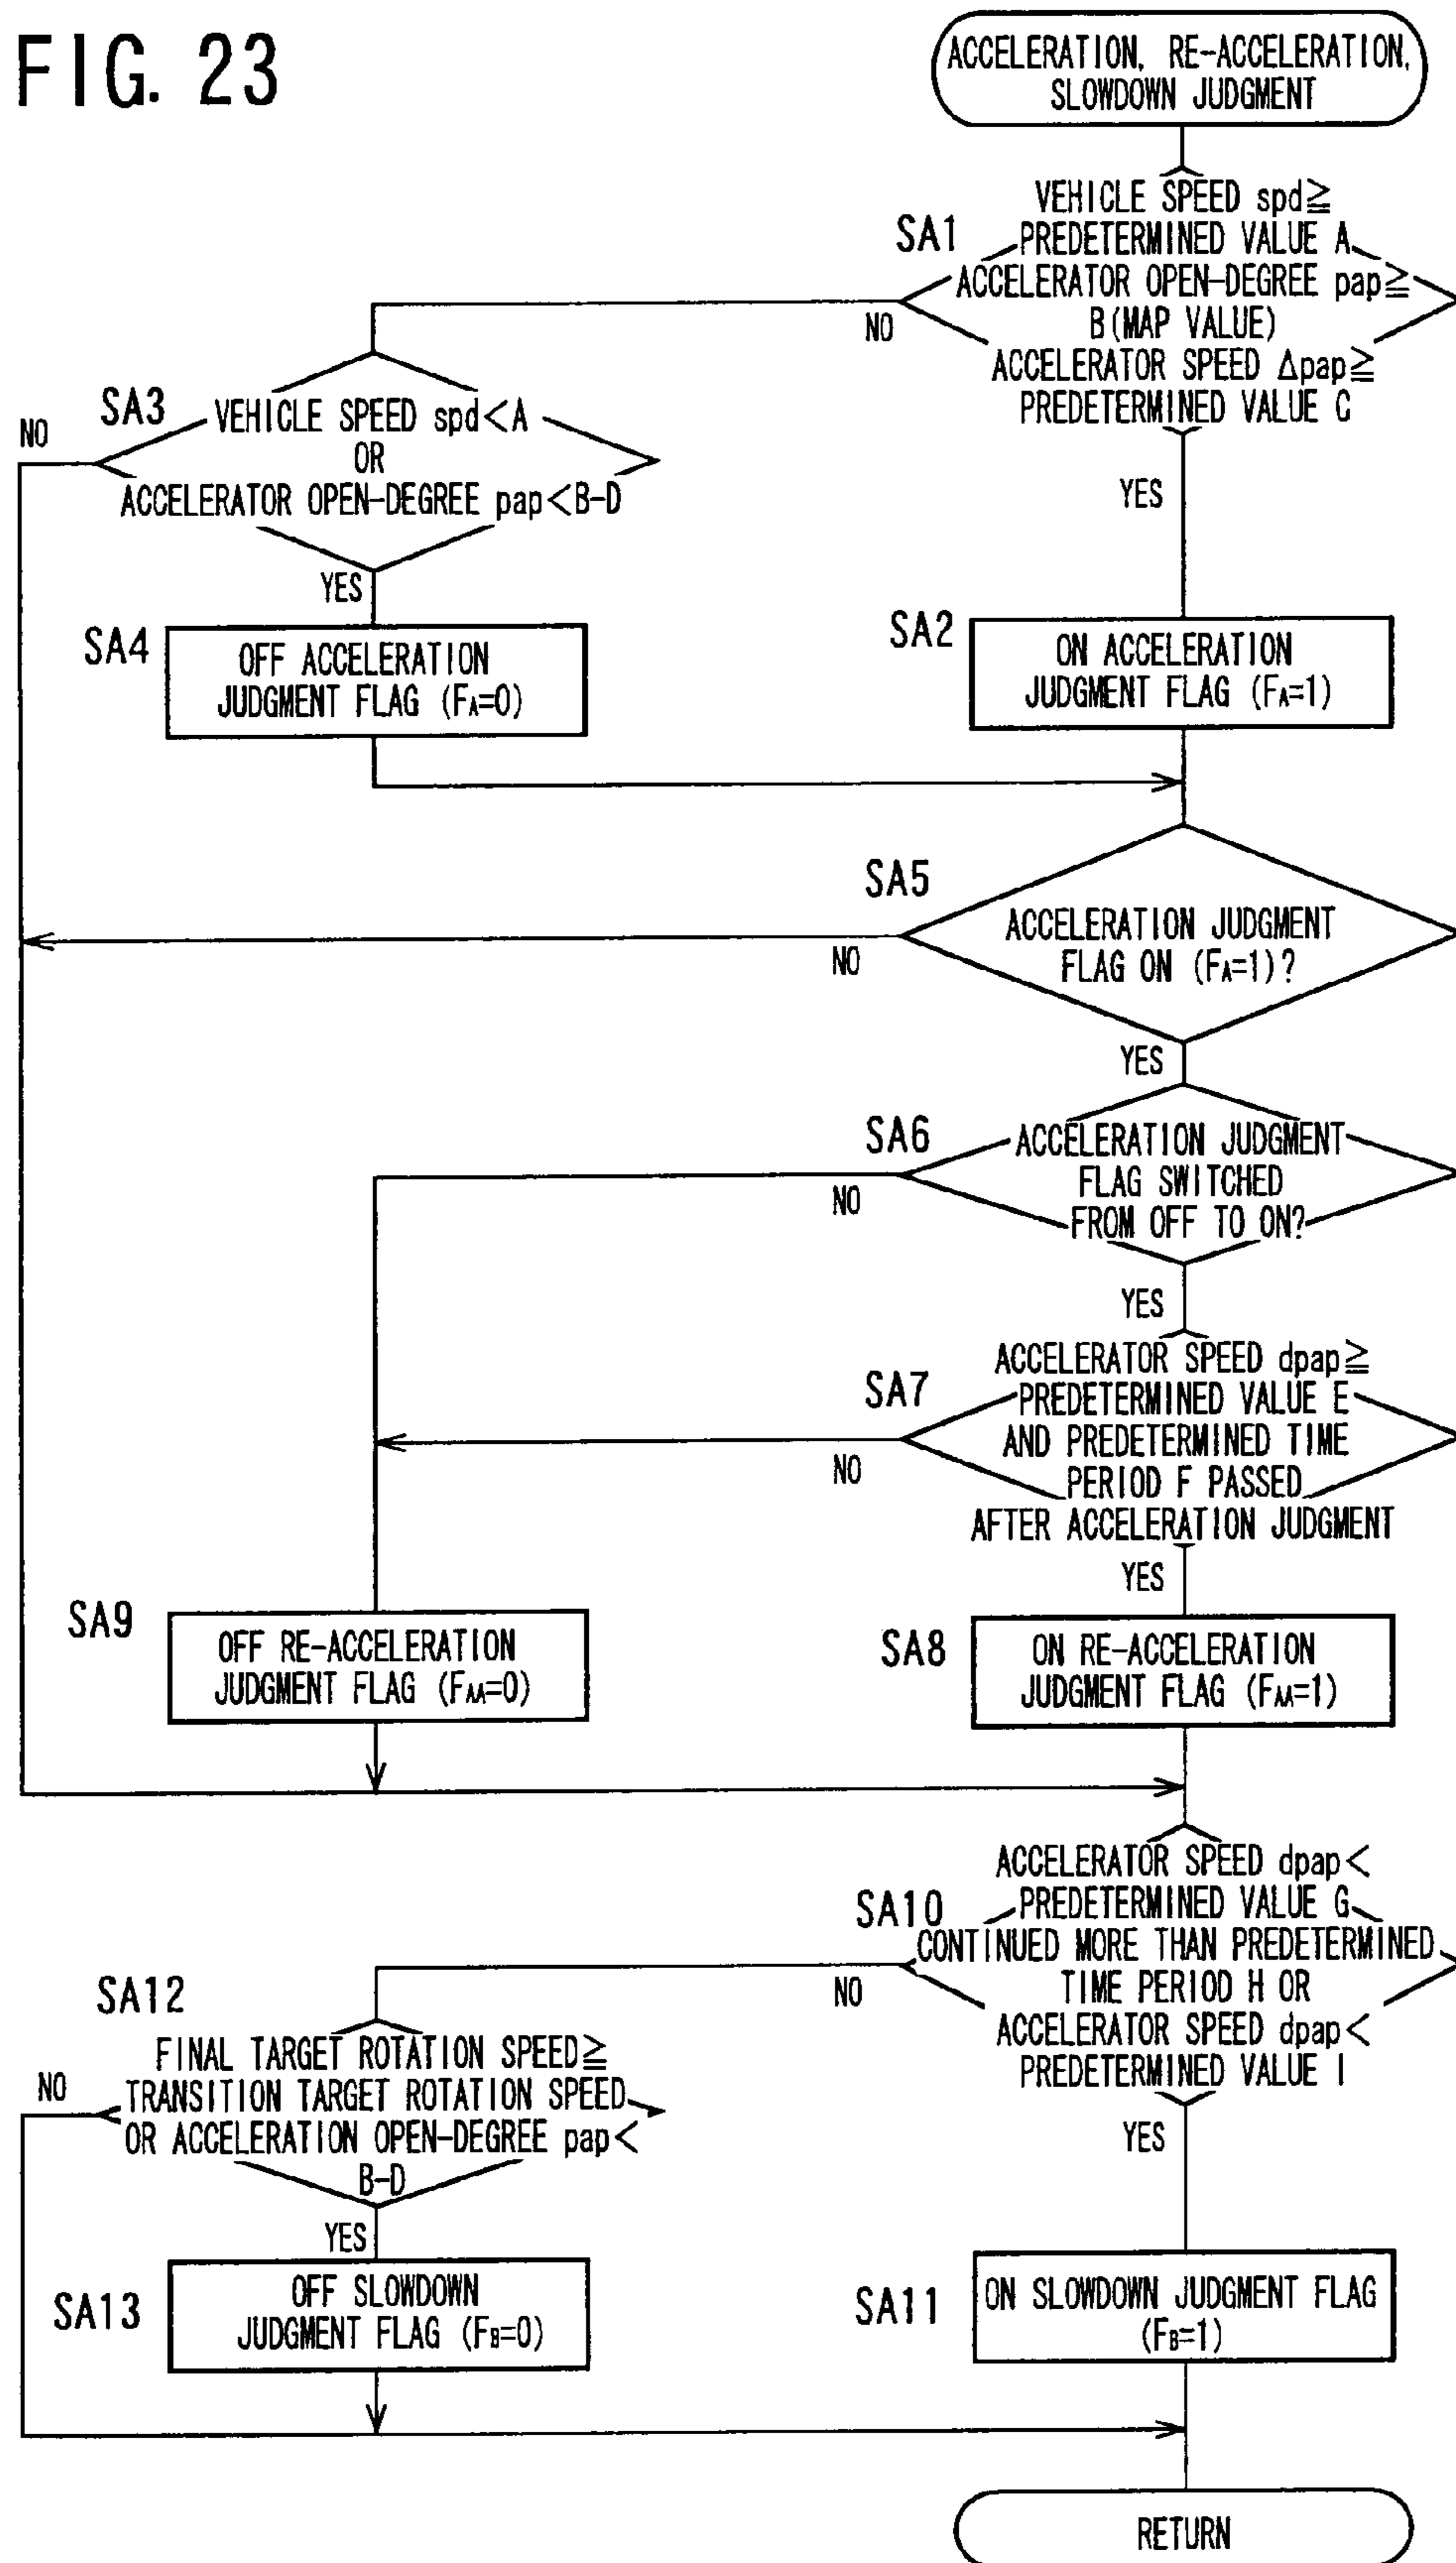 FIG. 23
ACCELERATION, RE-ACCELERATION,
SLOWDOWN JUDGMENT
SA1
VEHICLE SPEED spd≧
PREDETERMINED VALUE A
ACCELERATOR OPEN-DEGREE pap≧
B(MAP VALUE)
ACCELERATOR SPEED Δpap≧
PREDETERMINED VALUE C
NO
YES
SA3
VEHICLE SPEED spd<A
OR
ACCELERATOR OPEN-DEGREE pap<B-D
NO
YES
SA4
OFF ACCELERATION
JUDGMENT FLAG (FA=0)
SA2
ON ACCELERATION
JUDGMENT FLAG (FA=1)
SA5
ACCELERATION JUDGMENT
FLAG ON (FA=1)?
NO
YES
SA6
ACCELERATION JUDGMENT
FLAG SWITCHED
FROM OFF TO ON?
NO
YES
SA7
ACCELERATOR SPEED dpap≧
PREDETERMINED VALUE E
AND PREDETERMINED TIME
PERIOD F PASSED
AFTER ACCELERATION JUDGMENT
NO
YES
SA9
OFF RE-ACCELERATION
JUDGMENT FLAG (FAA=0)
SA8
ON RE-ACCELERATION
JUDGMENT FLAG (FAA=1)
SA10
ACCELERATOR SPEED dpap<
PREDETERMINED VALUE G
CONTINUED MORE THAN PREDETERMINED
TIME PERIOD H OR
ACCELERATOR SPEED dpap<
PREDETERMINED VALUE I
NO
YES
SA12
FINAL TARGET ROTATION SPEED≧
TRANSITION TARGET ROTATION SPEED
OR ACCELERATION OPEN-DEGREE pap<
B-D
NO
YES
SA13
OFF SLOWDOWN
JUDGMENT FLAG (FB=0)
SA11
ON SLOWDOWN JUDGMENT FLAG
(FB=1)
RETURN